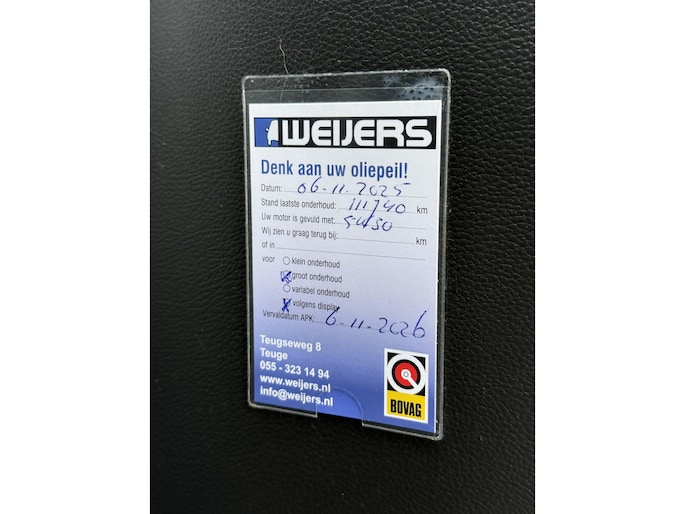 WEIJERS
Denk aan uw oliepeil!
Datum: 06-11-2025
Stand laatste onderhoud: 111740 km
Uw motor is gevuld met: 5W30
Wij zien u graag terug bij: km
of in
voor klein onderhoud
groot onderhoud
variabel onderhoud
volgens display
Vervaldatum APK: 6-11-2026
Teugseweg 8
Teuge
055 - 323 14 94
www.weijers.nl
info@weijers.nl
BOVAG